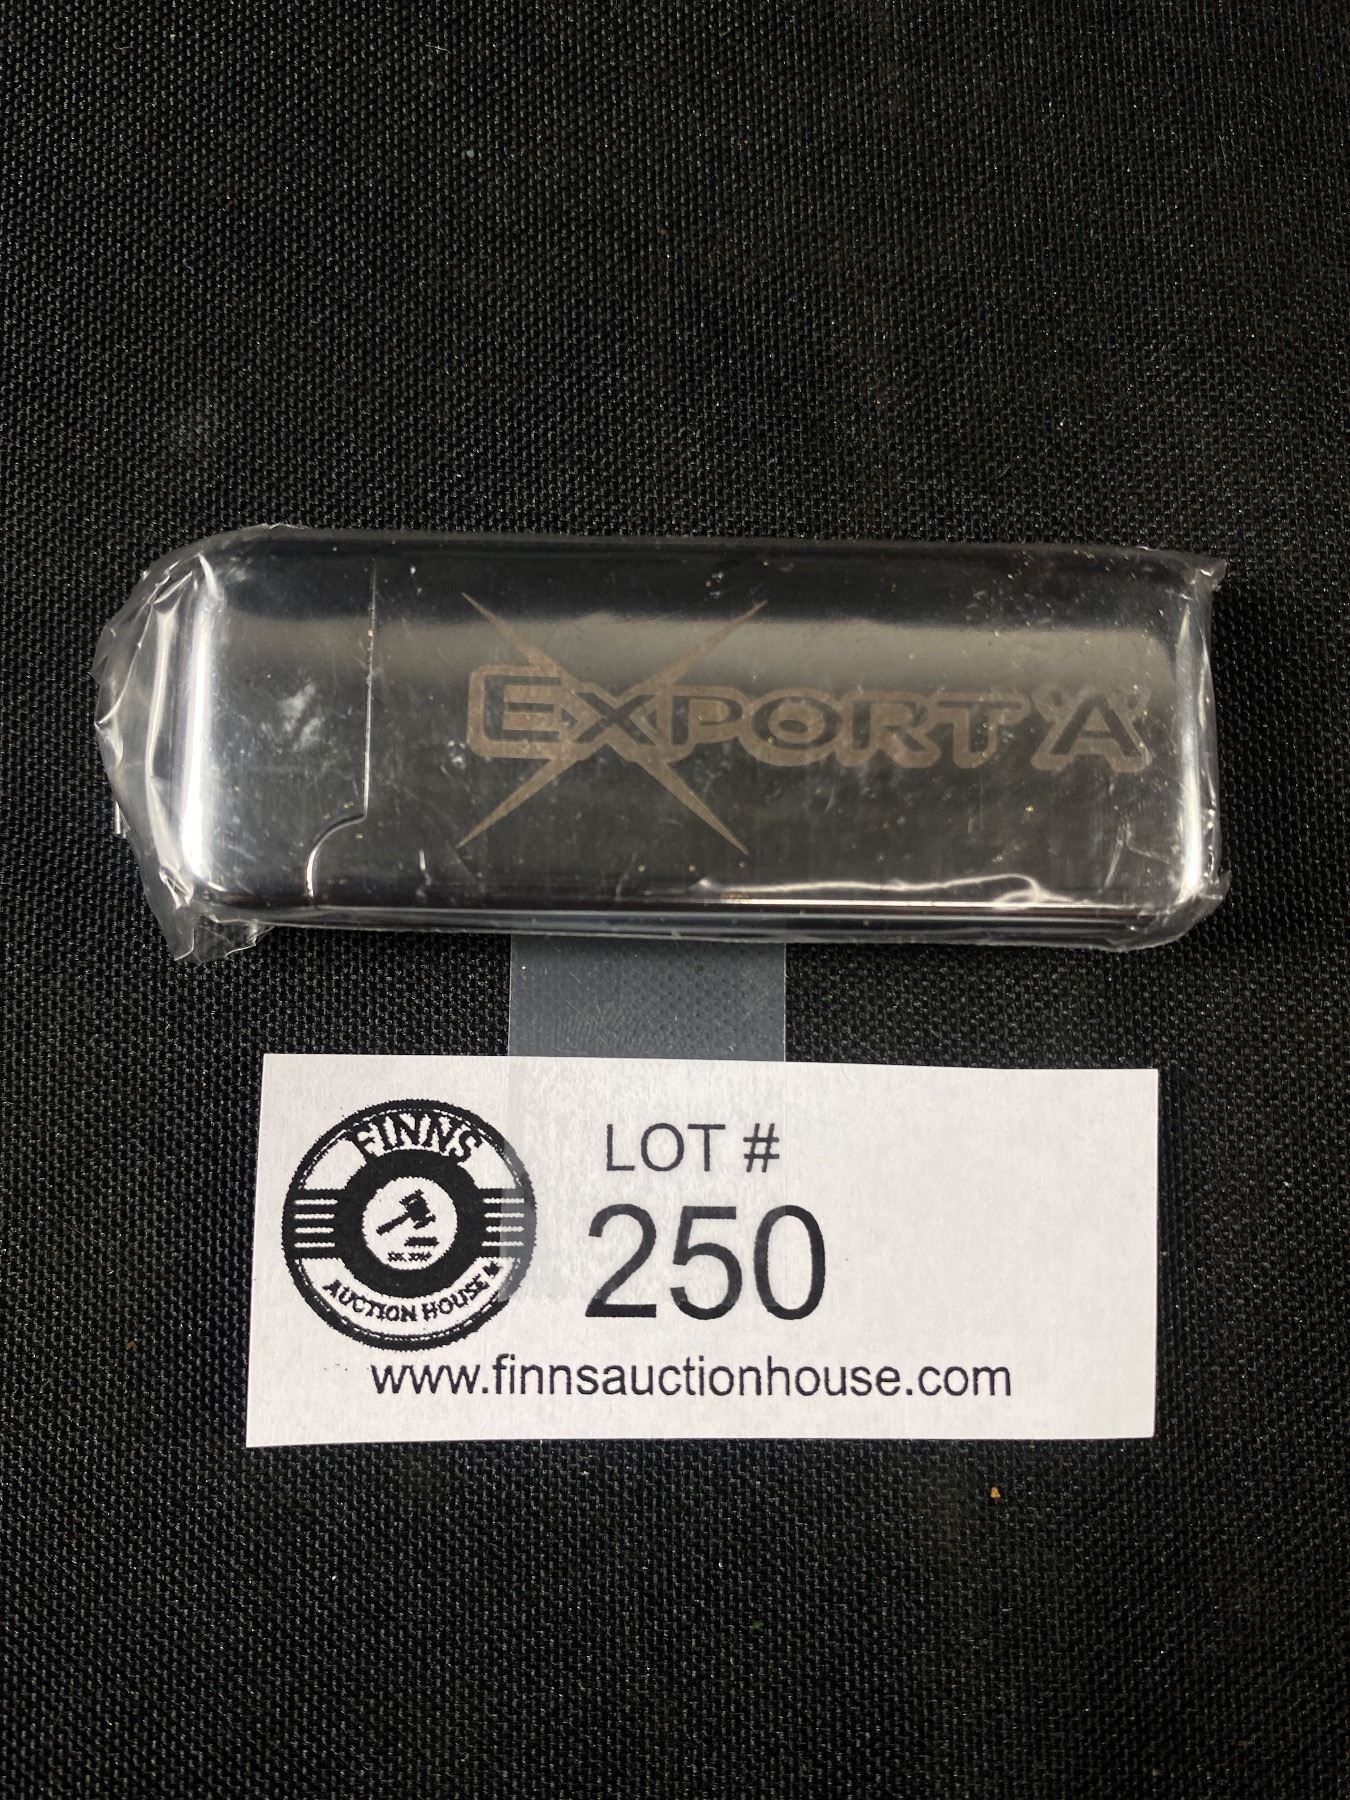 EXPORT 'A'
FINNS
AUCTION HOUSE
LOT #
250
www.finnsauctionhouse.com